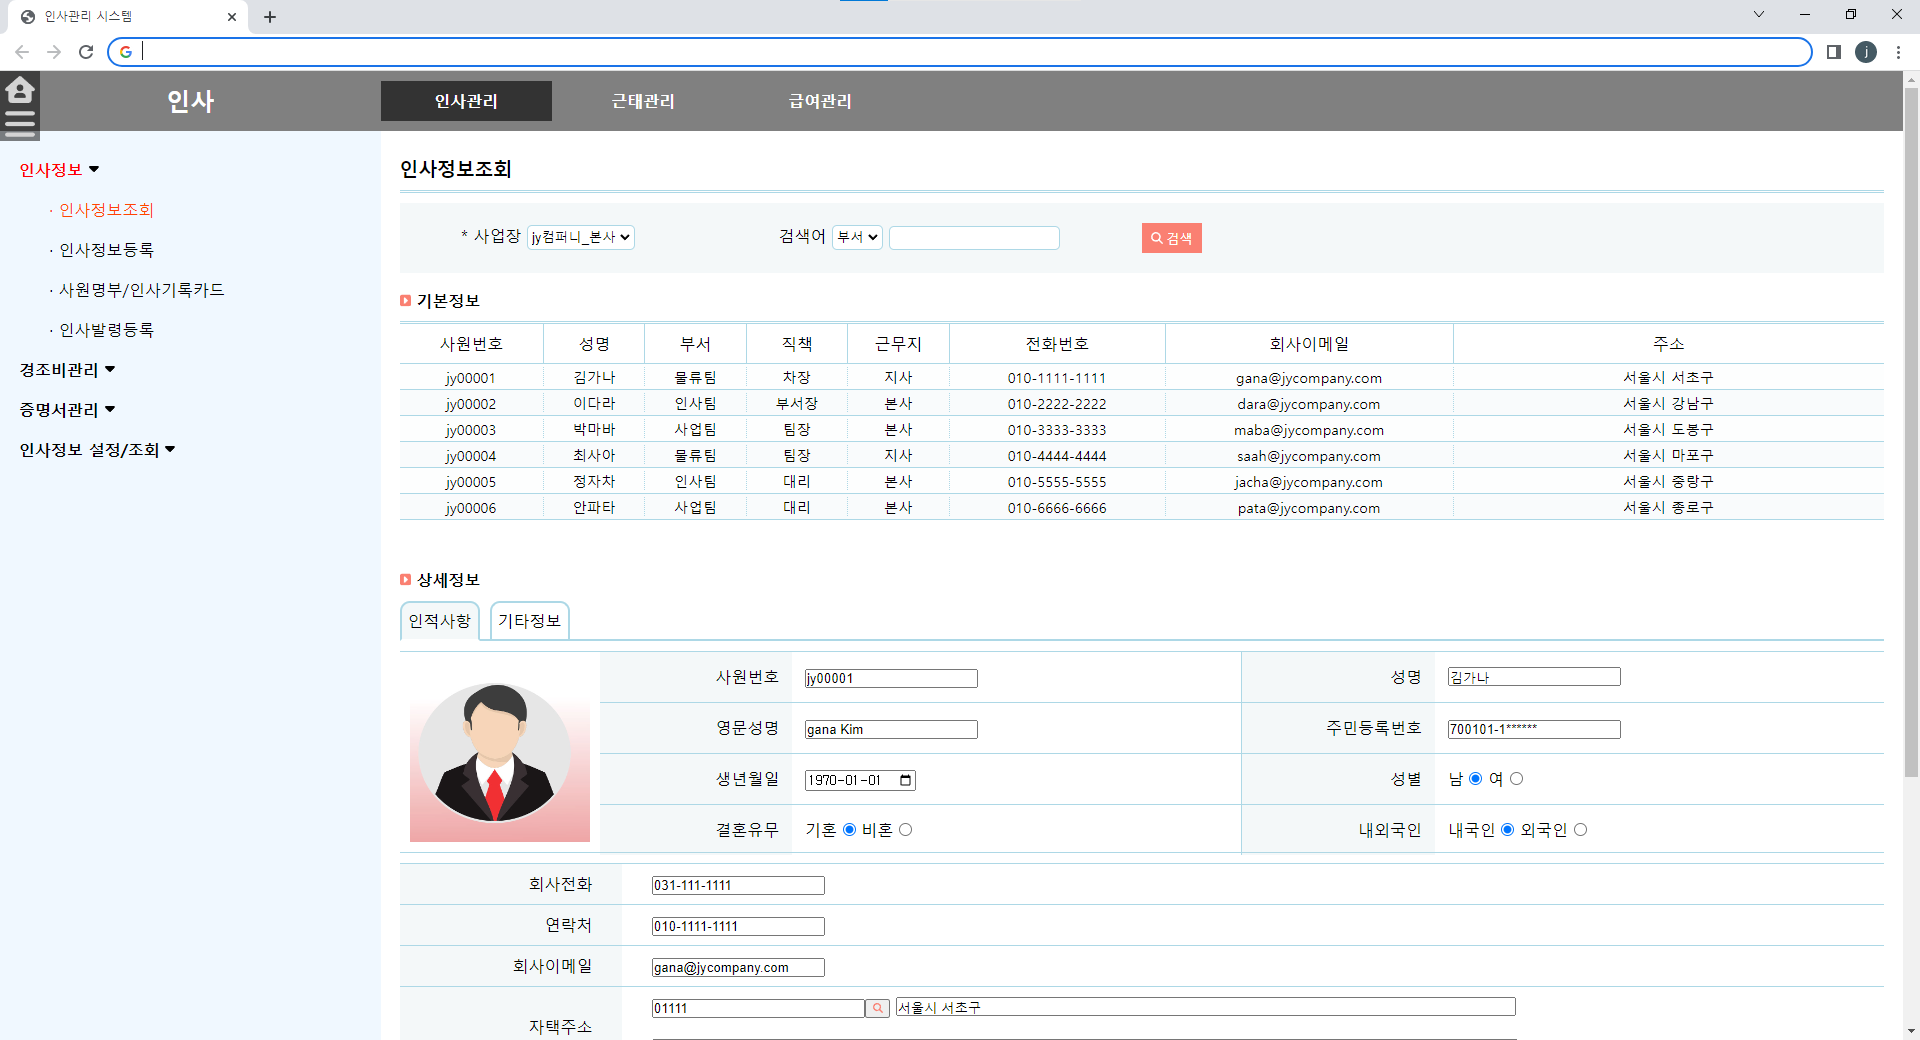 인사관리 시스템
j
인사 인사관리 근태관리 급여관리
인사정보
· 인사정보조회
· 인사정보등록
· 사원명부/인사기록카드
· 인사발령등록
경조비관리
증명서관리
인사정보 설정/조회
인사정보조회
* 사업장 jy컴퍼니_본사 검색어 부서 검색
기본정보
사원번호 성명 부서 직책 근무지 전화번호 회사이메일 주소
jy00001 김가나 물류팀 차장 지사 010-1111-1111 gana@jycompany.com 서울시 서초구
jy00002 이다라 인사팀 부서장 본사 010-2222-2222 dara@jycompany.com 서울시 강남구
jy00003 박마바 사업팀 팀장 본사 010-3333-3333 maba@jycompany.com 서울시 도봉구
jy00004 최사아 물류팀 팀장 지사 010-4444-4444 saah@jycompany.com 서울시 마포구
jy00005 정자차 인사팀 대리 본사 010-5555-5555 jacha@jycompany.com 서울시 중랑구
jy00006 안파타 사업팀 대리 본사 010-6666-6666 pata@jycompany.com 서울시 종로구
상세정보
인적사항 기타정보
사원번호 jy00001 성명 김가나
영문성명 gana Kim 주민등록번호 700101-1******
생년월일 1970-01-01 성별 남 여
결혼유무 기혼 비혼 내외국인 내국인 외국인
회사전화 031-111-1111
연락처 010-1111-1111
회사이메일 gana@jycompany.com
자택주소 01111 서울시 서초구